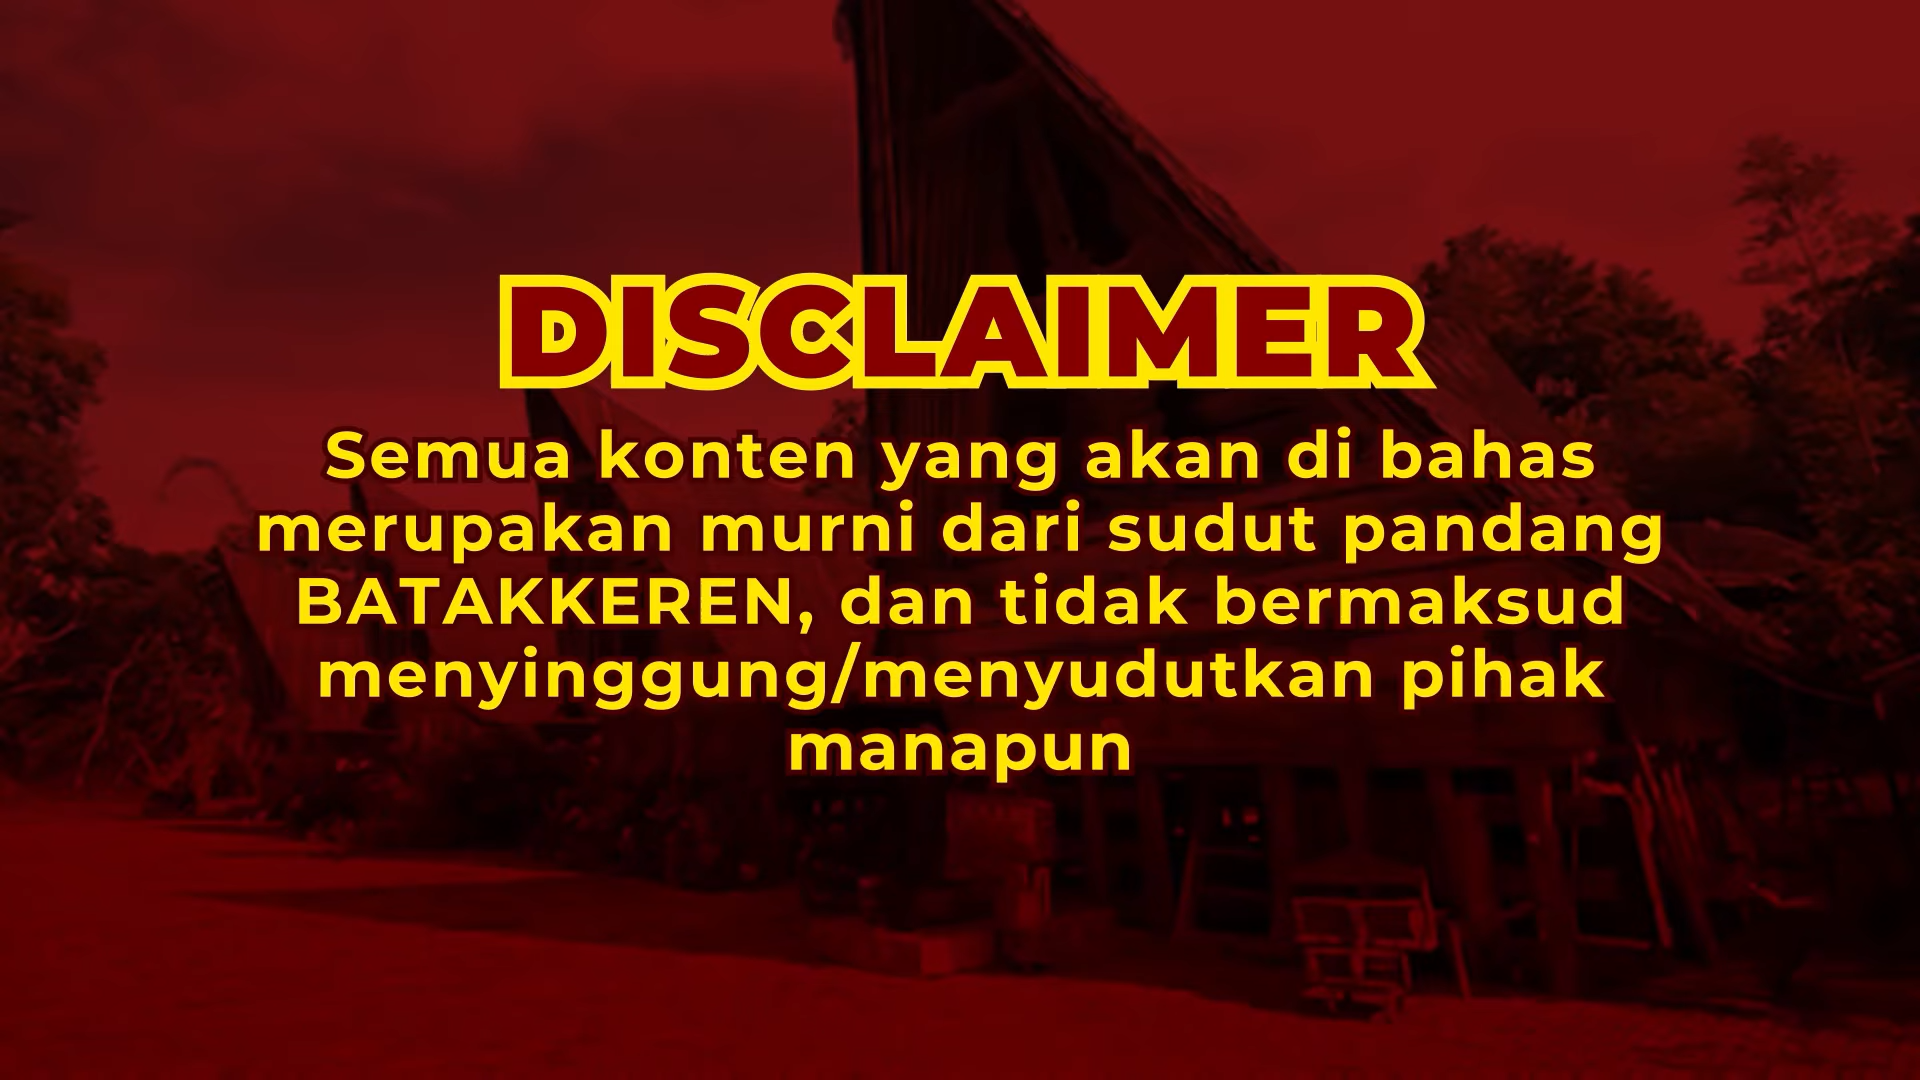 DISCLAIMER
Semua konten yang akan di bahas
merupakan murni dari sudut pandang
BATAKKEREN, dan tidak bermaksud
menyinggung/menyudutkan pihak
manapun